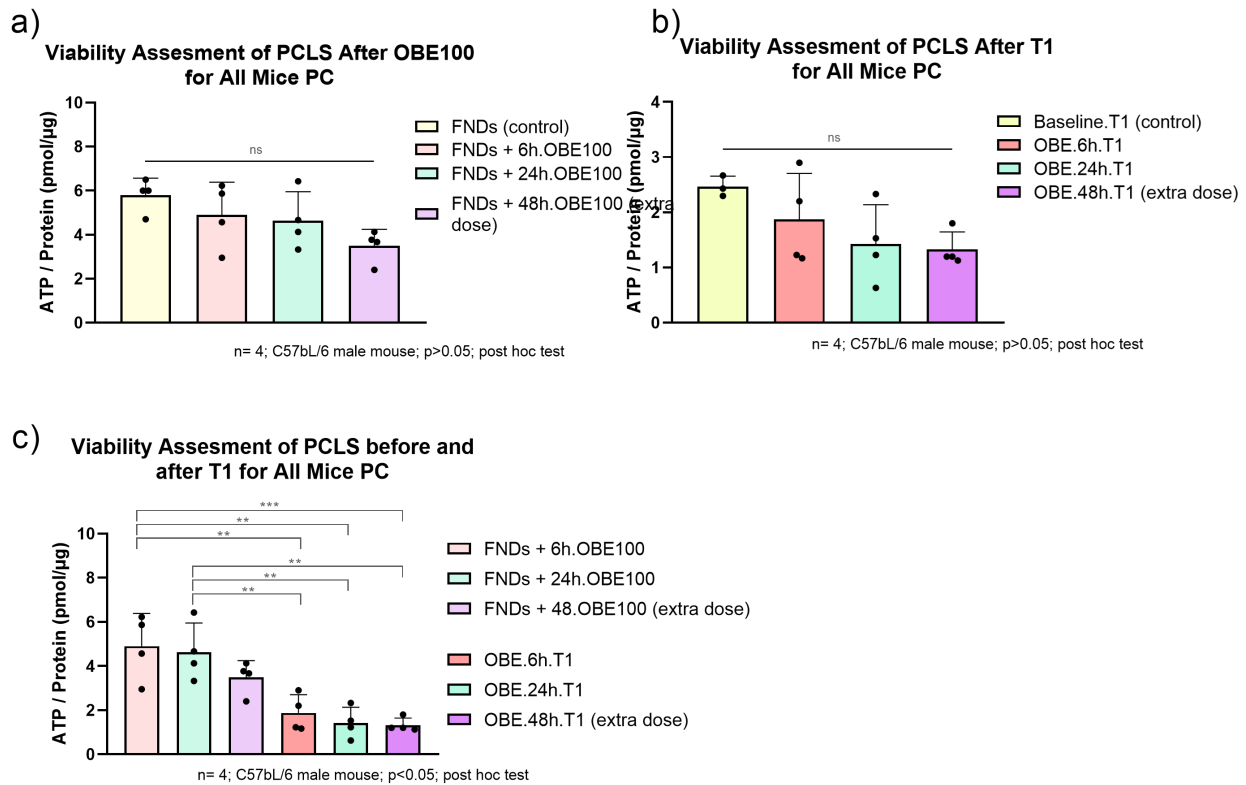 a)
Viability Assesment of PCLS After OBE100
for All Mice PC
ATP / Protein (pmol/µg)
10
8
6
4
2
0
ns
FNDs (control)
FNDs + 6h.OBE100
FNDs + 24h.OBE100
FNDs + 48h.OBE100 (extra
dose)
n= 4; C57bL/6 male mouse; p>0.05; post hoc test
b)
Viability Assesment of PCLS After T1
for All Mice PC
ATP / Protein (pmol/µg)
4
3
2
1
0
ns
Baseline.T1 (control)
OBE.6h.T1
OBE.24h.T1
OBE.48h.T1 (extra dose)
n= 4; C57bL/6 male mouse; p>0.05; post hoc test
c)
Viability Assesment of PCLS before and
after T1 for All Mice PC
ATP / Protein (pmol/µg)
10
8
6
4
2
0
***
**
**
**
**
**
FNDs + 6h.OBE100
FNDs + 24h.OBE100
FNDs + 48.OBE100 (extra dose)
OBE.6h.T1
OBE.24h.T1
OBE.48h.T1 (extra dose)
n= 4; C57bL/6 male mouse; p<0.05; post hoc test